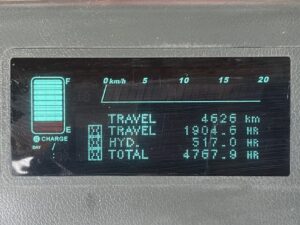 F
0 km/h 5 10 15 20
E
CHARGE
DAY / :
TRAVEL 4626 km
TRAVEL 1904.6 HR
HYD. 517.0 HR
TOTAL 4767.9 HR